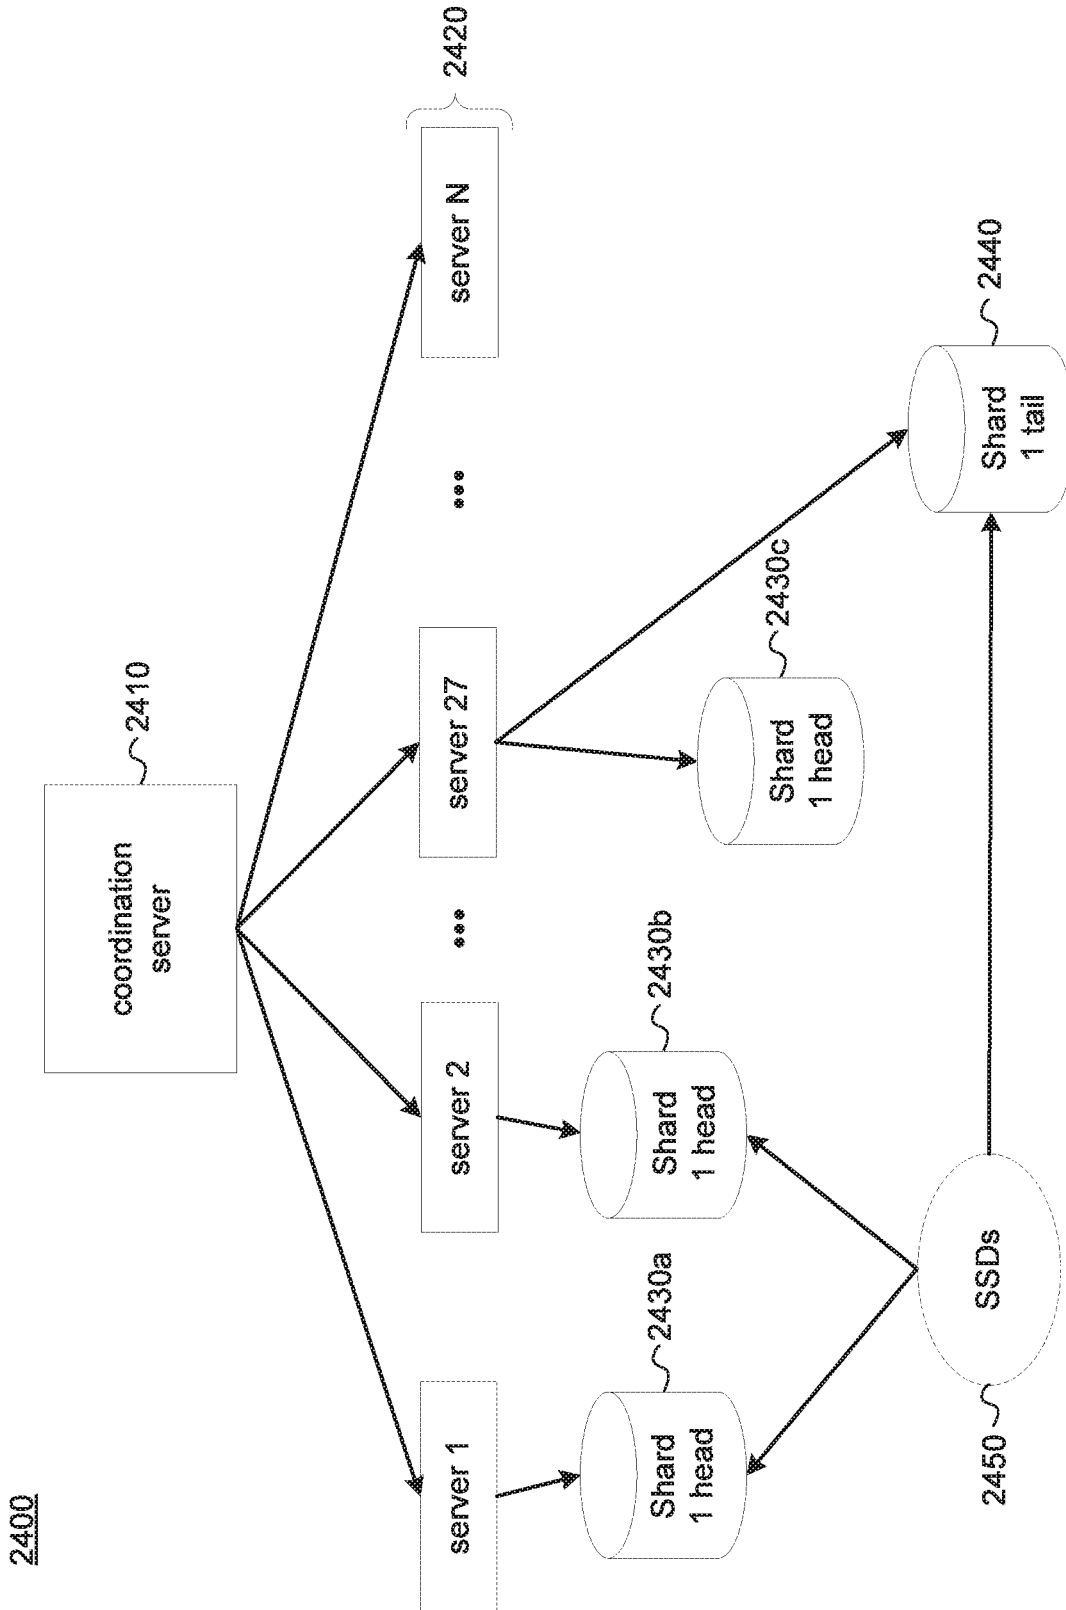 2400
coordination
server
2410
server 1
server 2
...
server 27
...
server N
2420
Shard
1 head
2430a
Shard
1 head
2430b
Shard
1 head
2430c
Shard
1 tail
2440
SSDs
2450